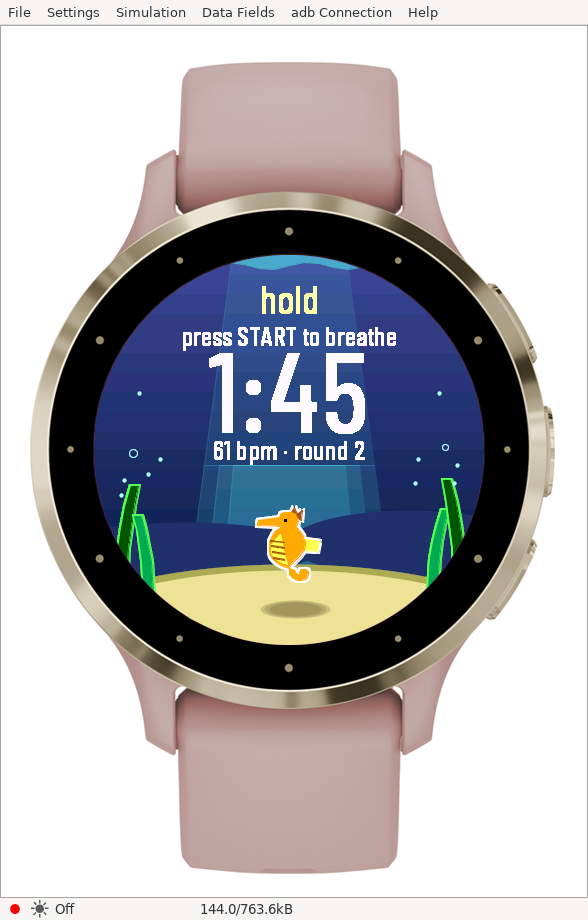 File Settings Simulation Data Fields adb Connection Help
hold
press START to breathe
1:45
61 bpm · round 2
Off 144.0/763.6kB